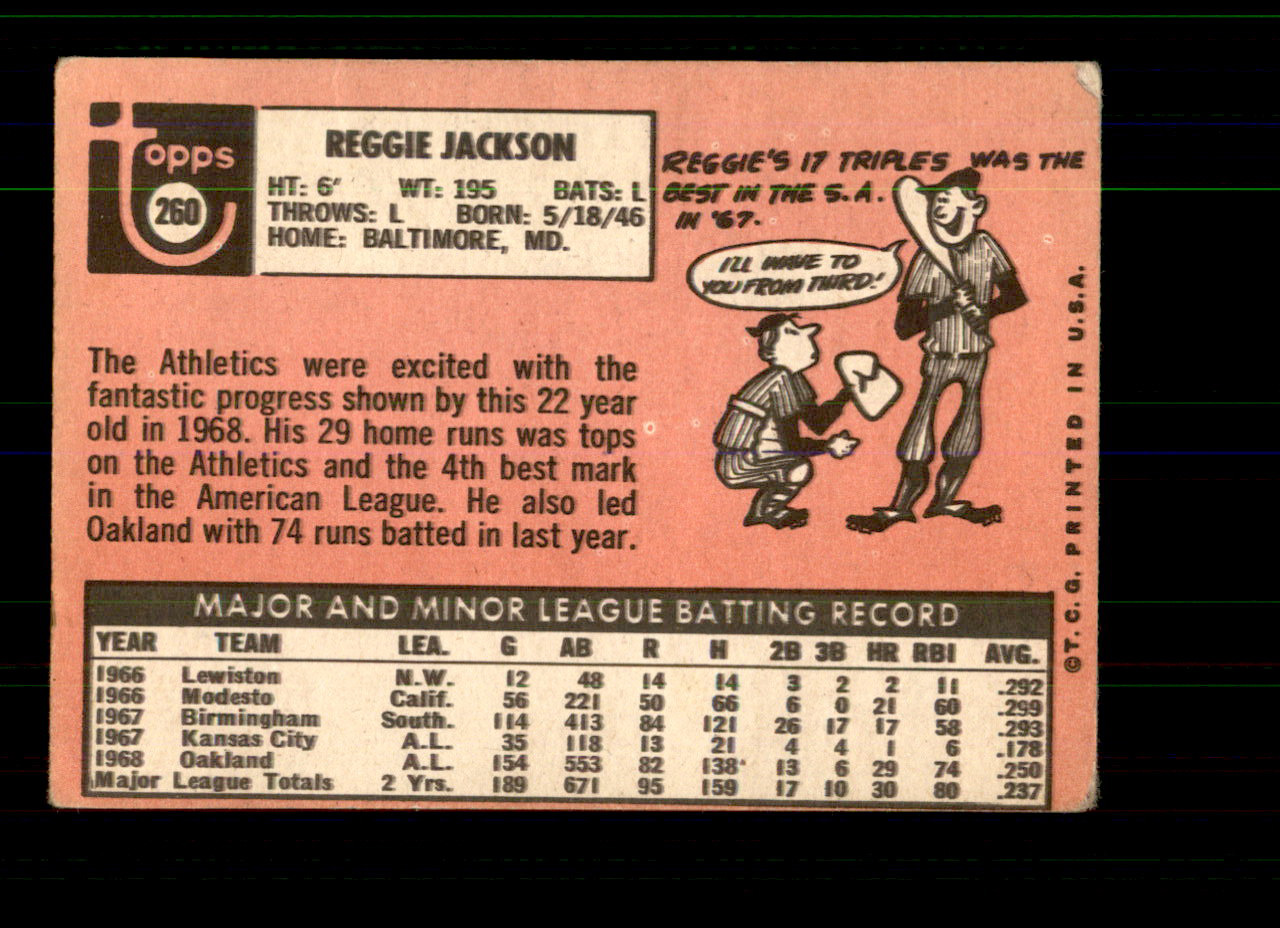 topps
260
REGGIE JACKSON
HT: 6' WT: 195 BATS: L
THROWS: L BORN: 5/18/46
HOME: BALTIMORE, MD.
REGGIE'S 17 TRIPLES WAS THE
BEST IN THE S.A.
IN '67.
I'LL WAVE TO
YOU FROM THIRD!
The Athletics were excited with the
fantastic progress shown by this 22 year
old in 1968. His 29 home runs was tops
on the Athletics and the 4th best mark
in the American League. He also led
Oakland with 74 runs batted in last year.
MAJOR AND MINOR LEAGUE BATTING RECORD
YEAR TEAM LEA. G AB R H 2B 3B HR RBI AVG.
1966 Lewiston N.W. 12 48 14 14 3 2 2 11 .292
1966 Modesto Calif. 56 221 50 66 6 0 21 60 .299
1967 Birmingham South. 114 413 84 121 26 17 17 58 .293
1967 Kansas City A.L. 35 118 13 21 4 4 1 6 .178
1968 Oakland A.L. 154 553 82 138 13 6 29 74 .250
Major League Totals 2 Yrs. 189 671 95 159 17 10 30 80 .237
©T.C.G. PRINTED IN U.S.A.